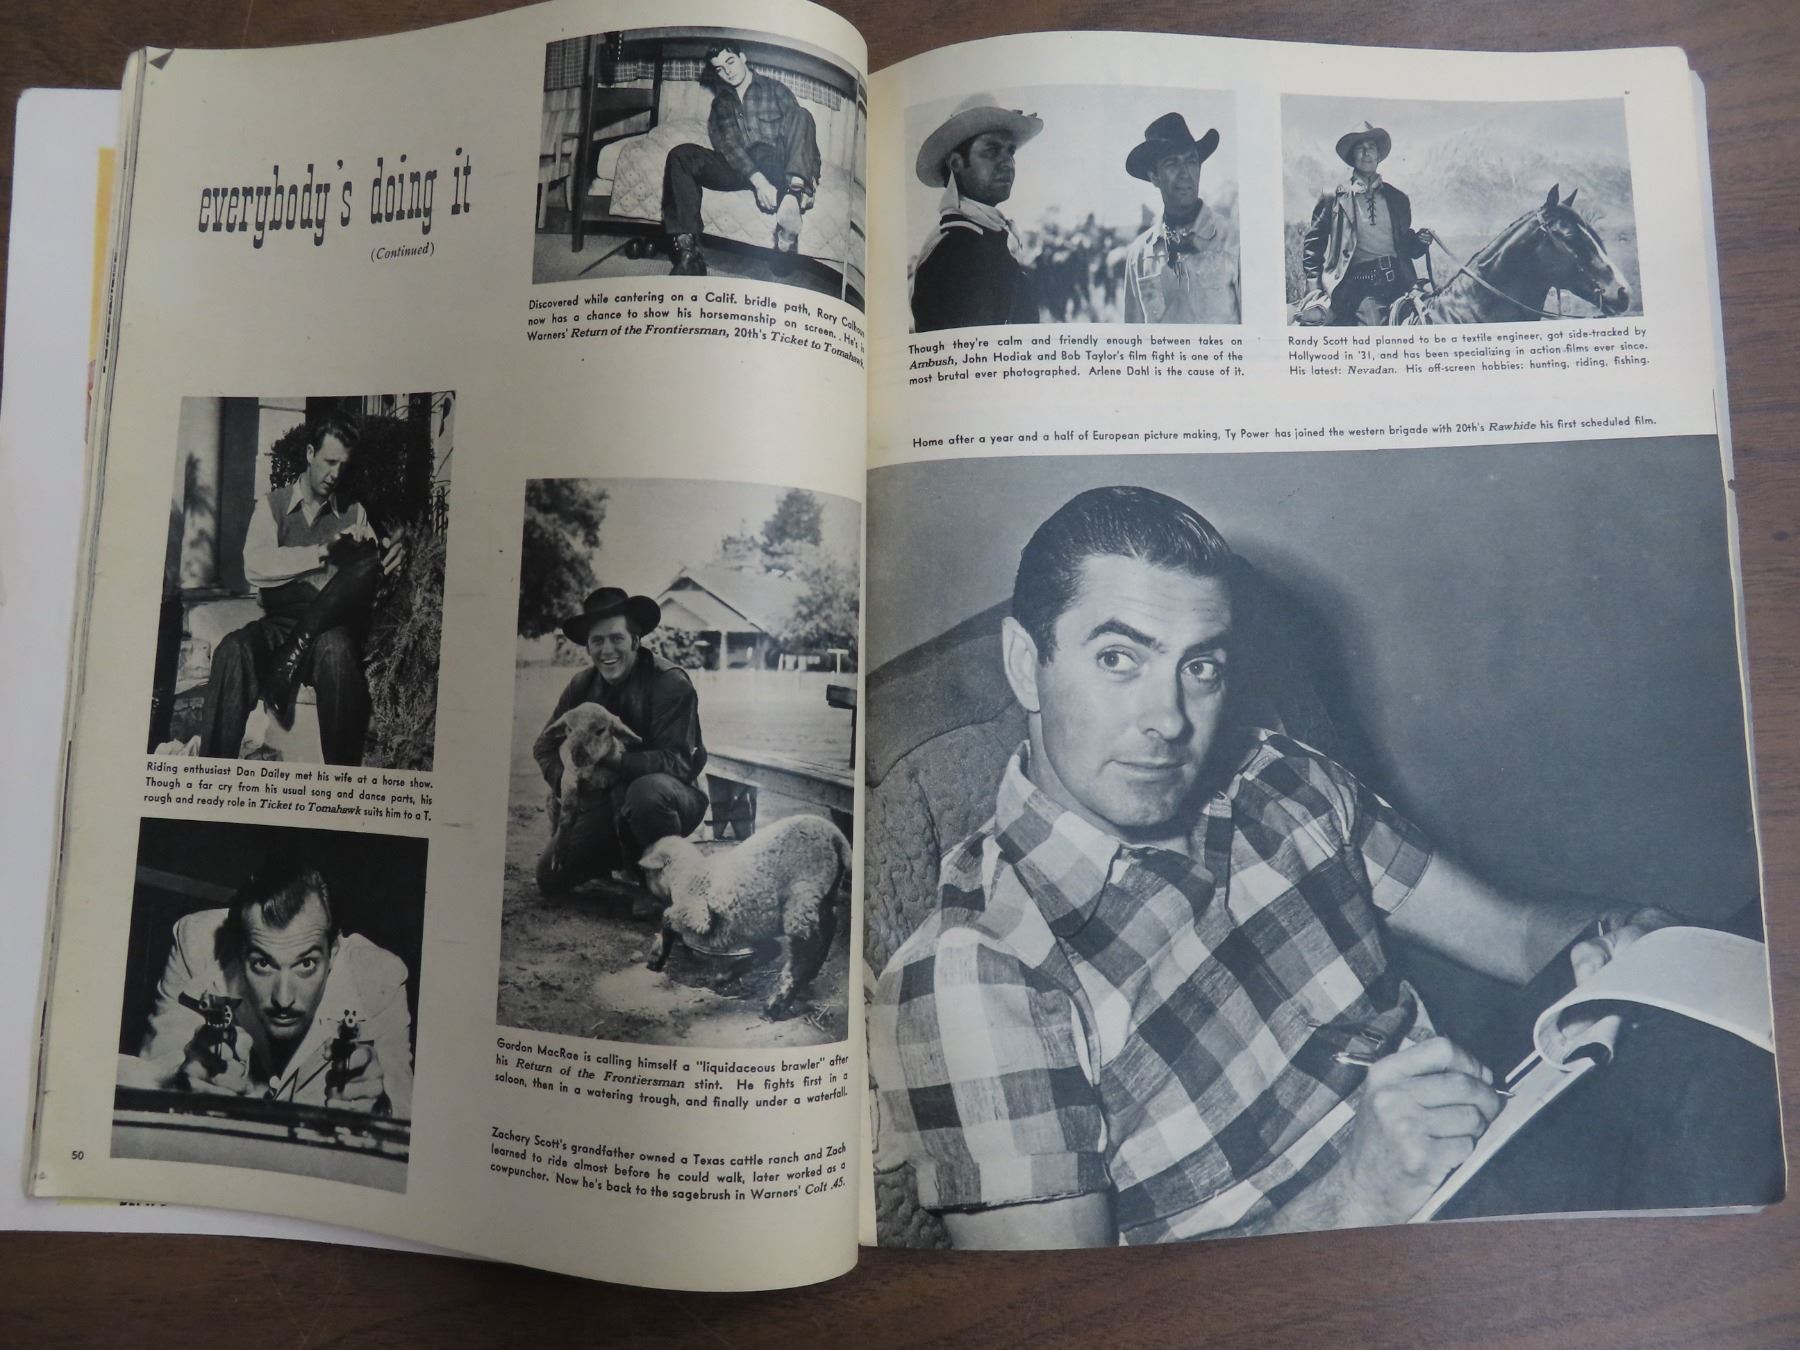 everybody's doing it
(Continued)
Discovered while cantering on a Calif. bridle path, Rory
now has a chance to show his horsemanship on screen. He's in
Warners' Return of the Frontiersman, 20th's Ticket to Tomahawk.
Riding enthusiast Dan Dailey met his wife at a horse show.
Though a far cry from his usual song and dance parts, his
rough and ready role in Ticket to Tomahawk suits him to a T.
Gordon MacRae is calling himself a "liquidaceous brawler" after
his Return of the Frontiersman stint. He fights first in a
saloon, then in a watering trough, and finally under a waterfall.
Zachary Scott's grandfather owned a Texas cattle ranch and Zach
learned to ride almost before he could walk, later worked as a
cowpuncher. Now he's back to the sagebrush in Warners' Colt .45.
50
Though they're calm and friendly enough between takes on
Ambush, John Hodiak and Bob Taylor's film fight is one of the
most brutal ever photographed. Arlene Dahl is the cause of it.
Randy Scott had planned to be a textile engineer, got side-tracked by
Hollywood in '31, and has been specializing in action films ever since.
His latest: Nevadan. His off-screen hobbies: hunting, riding, fishing.
Home after a year and a half of European picture making, Ty Power has joined the western brigade with 20th's Rawhide his first scheduled film.